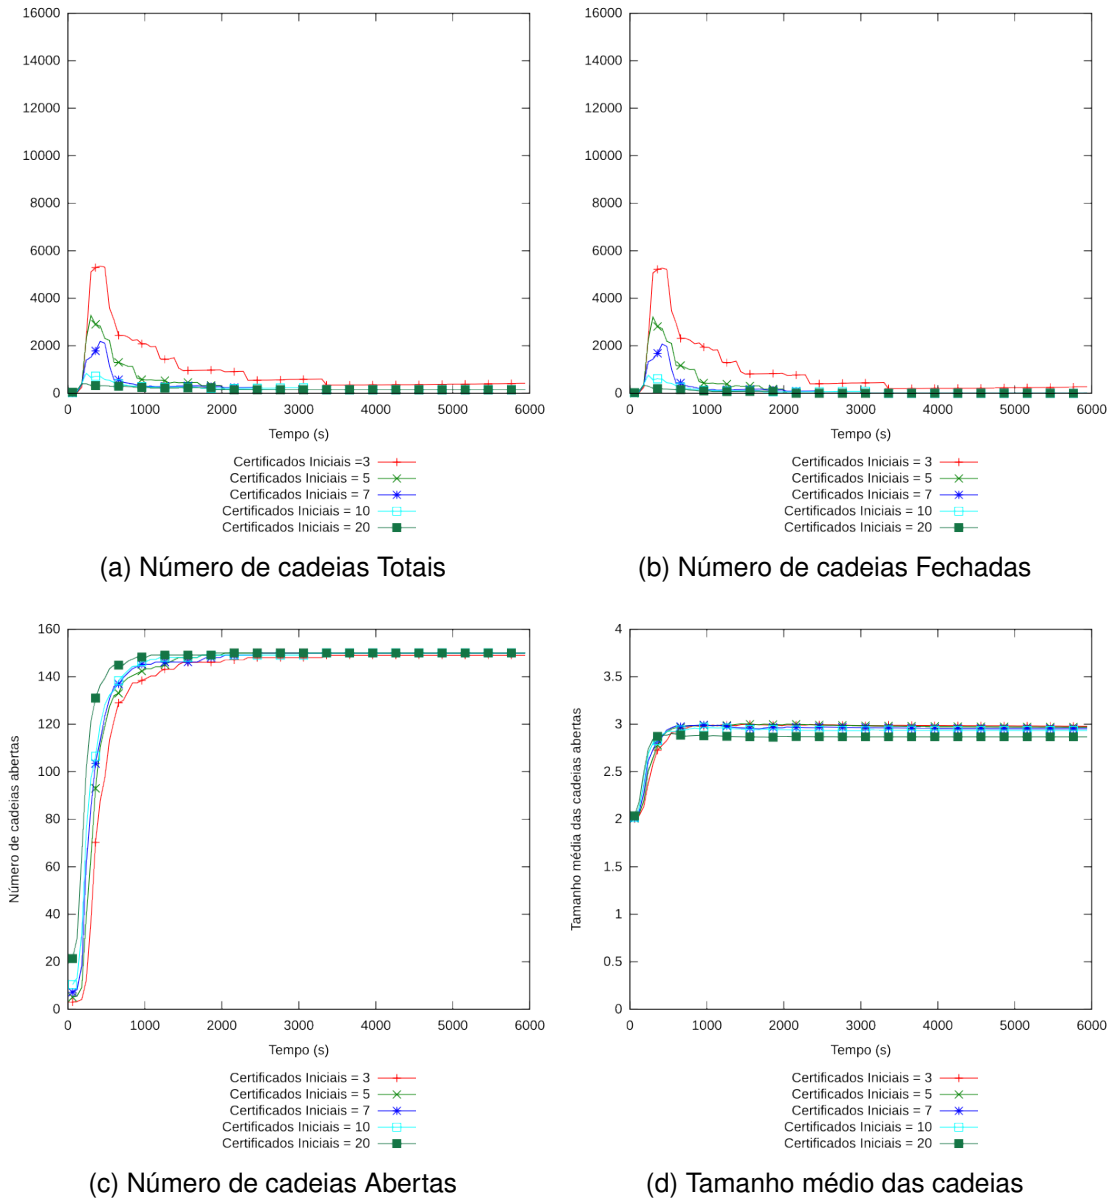 16000
14000
12000
10000
8000
6000
4000
2000
0
0 1000 2000 3000 4000 5000 6000
Tempo (s)
Certificados Iniciais =3
Certificados Iniciais = 5
Certificados Iniciais = 7
Certificados Iniciais = 10
Certificados Iniciais = 20
(a) Número de cadeias Totais
16000
14000
12000
10000
8000
6000
4000
2000
0
0 1000 2000 3000 4000 5000 6000
Tempo (s)
Certificados Iniciais = 3
Certificados Iniciais = 5
Certificados Iniciais = 7
Certificados Iniciais = 10
Certificados Iniciais = 20
(b) Número de cadeias Fechadas
Número de cadeias abertas
160
140
120
100
80
60
40
20
0
0 1000 2000 3000 4000 5000 6000
Tempo (s)
Certificados Iniciais = 3
Certificados Iniciais = 5
Certificados Iniciais = 7
Certificados Iniciais = 10
Certificados Iniciais = 20
(c) Número de cadeias Abertas
Tamanho média das cadeias abertas
4
3.5
3
2.5
2
1.5
1
0.5
0
0 1000 2000 3000 4000 5000 6000
Tempo (s)
Certificados Iniciais = 3
Certificados Iniciais = 5
Certificados Iniciais = 7
Certificados Iniciais = 10
Certificados Iniciais = 20
(d) Tamanho médio das cadeias